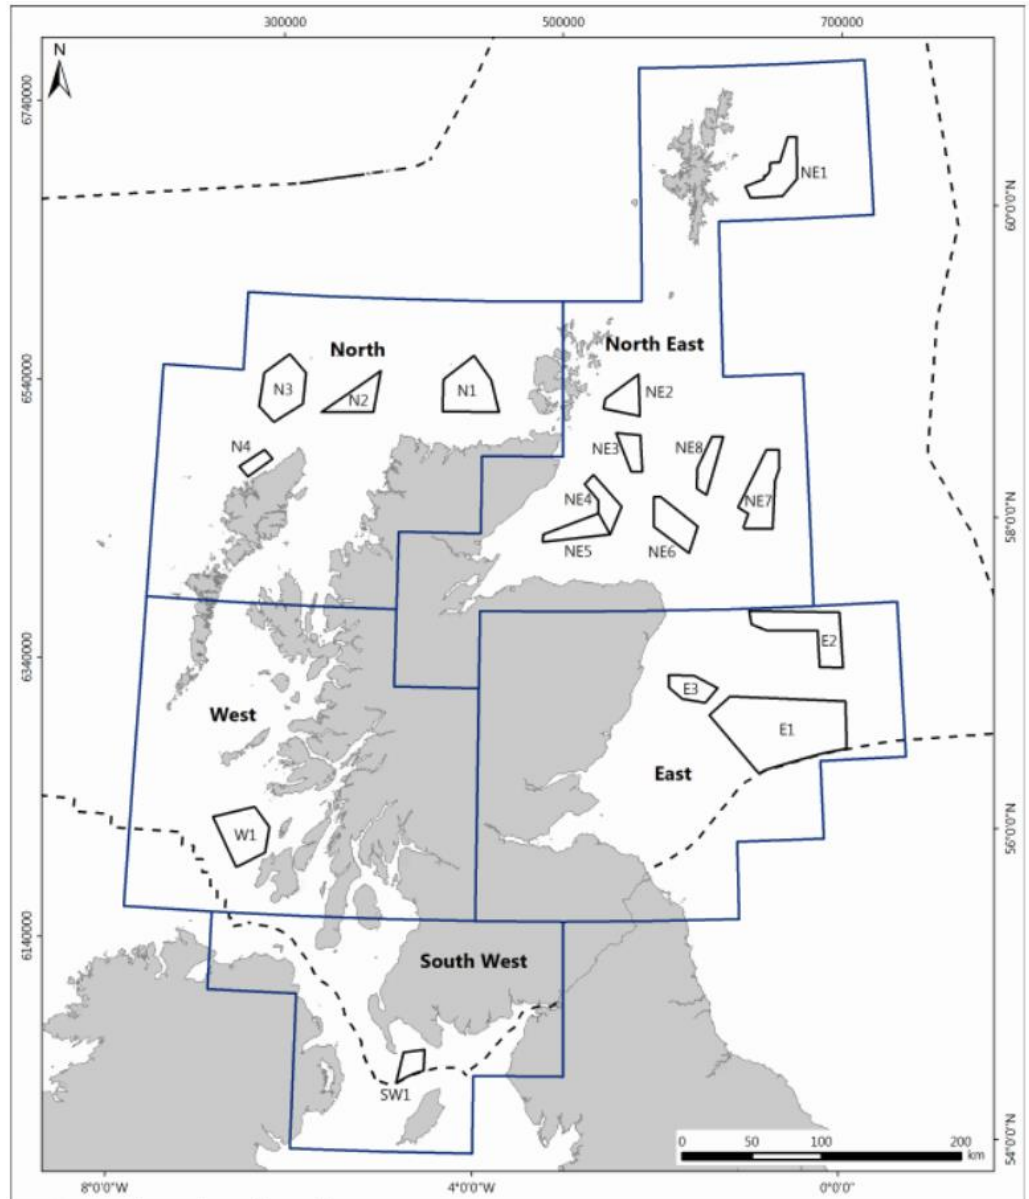 300000 500000 700000
N
6740000
NE1
60°0'0"N
North
North East
6540000
N3
N2
N1
NE2
N4
NE3
NE8
NE4
NE7
58°0'0"N
NE5
NE6
6340000
E2
E3
West
E1
East
W1
56°0'0"N
6140000
South West
SW1
0 50 100 200
km
54°0'0"N
8°0'0"W 4°0'0"W 0°0'0"